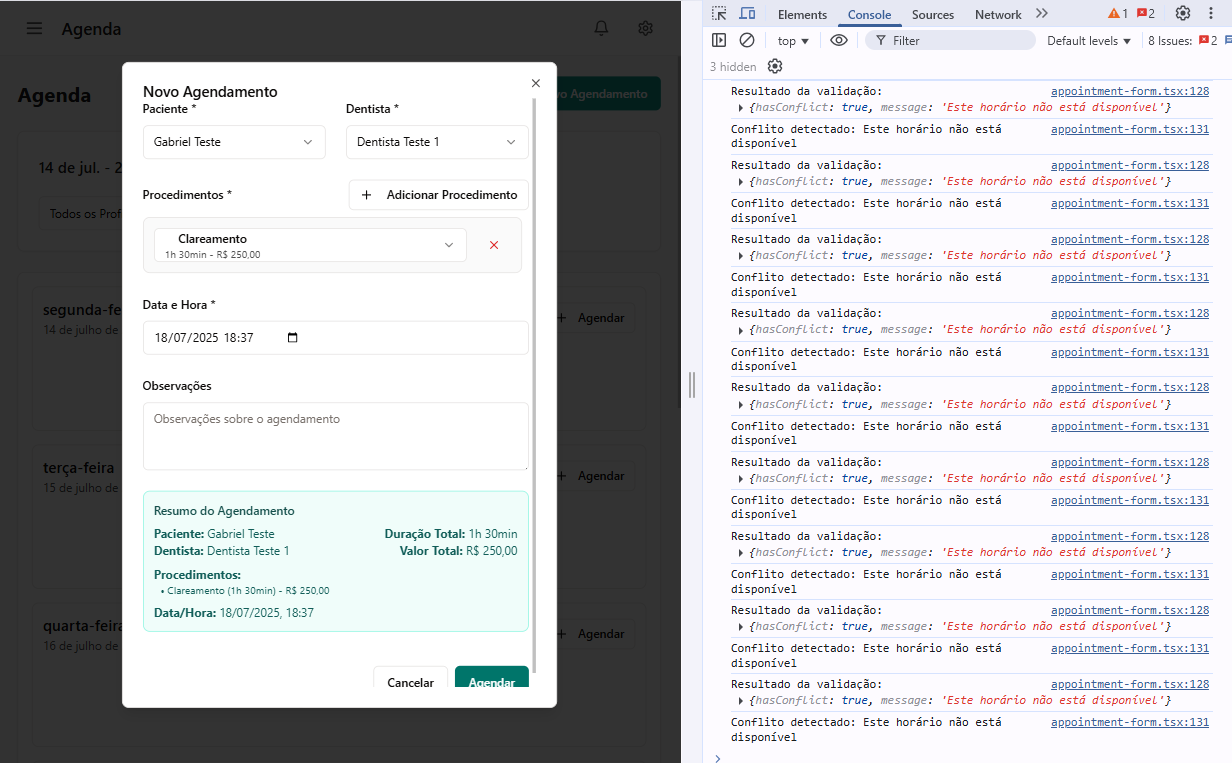 Agenda
Agenda
vo Agendamento
14 de jul. - 2
Todos os Prof
segunda-fe
14 de julho de
Agendar
terça-feira
15 de julho de
Agendar
quarta-feira
16 de julho de
Agendar
Novo Agendamento
Paciente *
Dentista *
Gabriel Teste
Dentista Teste 1
Procedimentos *
+ Adicionar Procedimento
Clareamento
1h 30min - R$ 250,00
Data e Hora *
18/07/2025 18:37
Observações
Observações sobre o agendamento
Resumo do Agendamento
Paciente: Gabriel Teste
Duração Total: 1h 30min
Dentista: Dentista Teste 1
Valor Total: R$ 250,00
Procedimentos:
• Clareamento (1h 30min) - R$ 250,00
Data/Hora: 18/07/2025, 18:37
Cancelar
Agendar
Elements Console Sources Network 1 2
top Filter Default levels 8 Issues: 2
3 hidden
Resultado da validação: appointment-form.tsx:128
{hasConflict: true, message: 'Este horário não está disponível'}
Conflito detectado: Este horário não está appointment-form.tsx:131
disponível
Resultado da validação: appointment-form.tsx:128
{hasConflict: true, message: 'Este horário não está disponível'}
Conflito detectado: Este horário não está appointment-form.tsx:131
disponível
Resultado da validação: appointment-form.tsx:128
{hasConflict: true, message: 'Este horário não está disponível'}
Conflito detectado: Este horário não está appointment-form.tsx:131
disponível
Resultado da validação: appointment-form.tsx:128
{hasConflict: true, message: 'Este horário não está disponível'}
Conflito detectado: Este horário não está appointment-form.tsx:131
disponível
Resultado da validação: appointment-form.tsx:128
{hasConflict: true, message: 'Este horário não está disponível'}
Conflito detectado: Este horário não está appointment-form.tsx:131
disponível
Resultado da validação: appointment-form.tsx:128
{hasConflict: true, message: 'Este horário não está disponível'}
Conflito detectado: Este horário não está appointment-form.tsx:131
disponível
Resultado da validação: appointment-form.tsx:128
{hasConflict: true, message: 'Este horário não está disponível'}
Conflito detectado: Este horário não está appointment-form.tsx:131
disponível
Resultado da validação: appointment-form.tsx:128
{hasConflict: true, message: 'Este horário não está disponível'}
Conflito detectado: Este horário não está appointment-form.tsx:131
disponível
Resultado da validação: appointment-form.tsx:128
{hasConflict: true, message: 'Este horário não está disponível'}
Conflito detectado: Este horário não está appointment-form.tsx:131
disponível